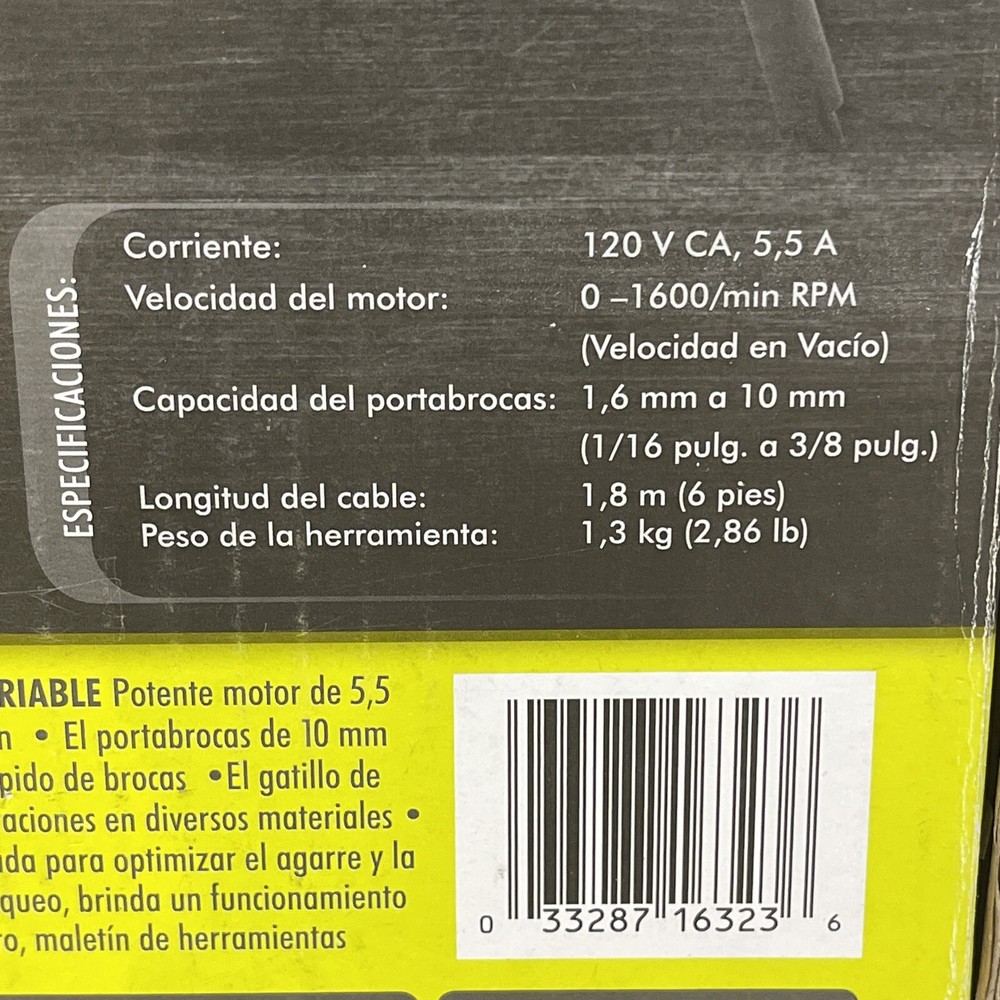 ESPECIFICACIONES:
Corriente: 120 V CA, 5,5 A
Velocidad del motor: 0 –1600/min RPM
(Velocidad en Vacío)
Capacidad del portabrocas: 1,6 mm a 10 mm
(1/16 pulg. a 3/8 pulg.)
Longitud del cable: 1,8 m (6 pies)
Peso de la herramienta: 1,3 kg (2,86 lb)
RIABLE Potente motor de 5,5
n • El portabrocas de 10 mm
pido de brocas • El gatillo de
aciones en diversos materiales •
da para optimizar el agarre y la
queo, brinda un funcionamiento
o, maletín de herramientas
0 33287 16323 6